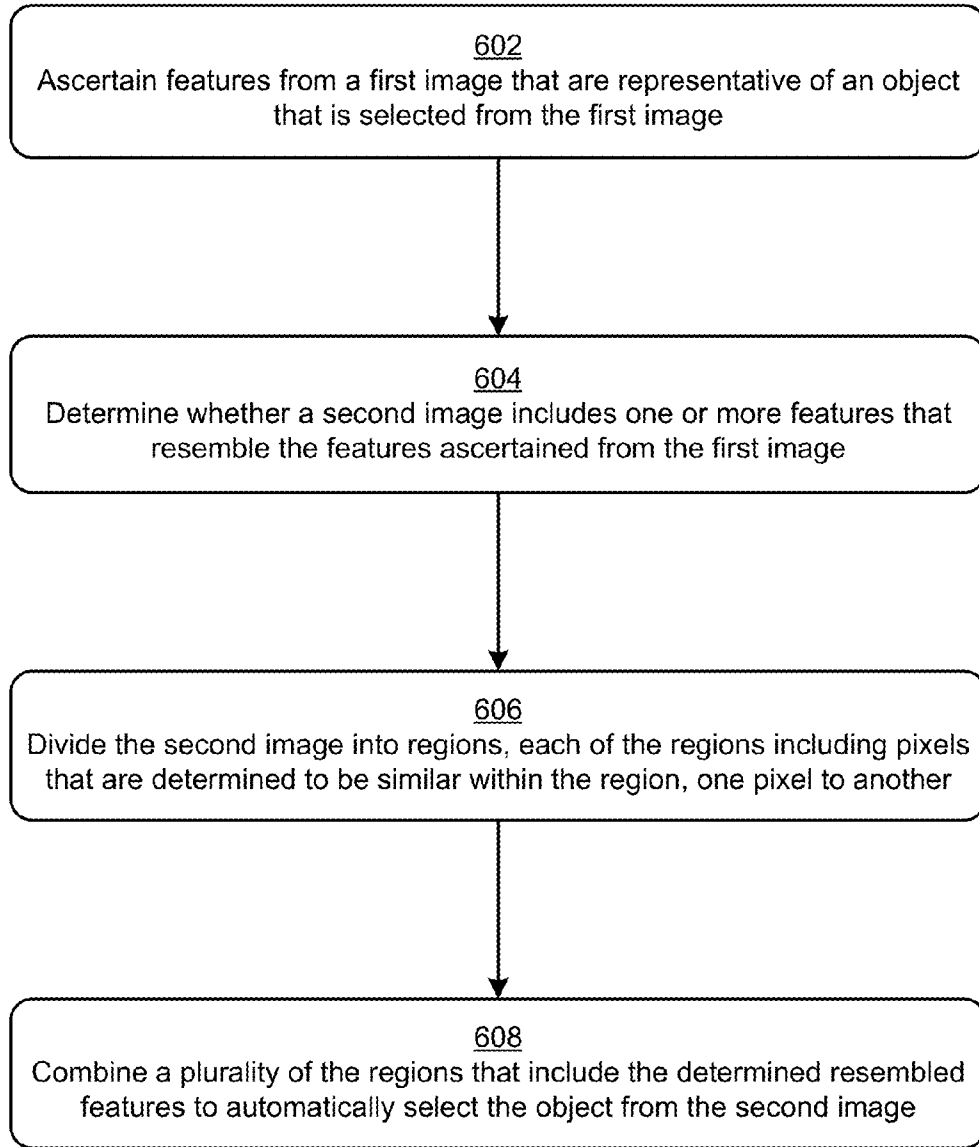 602
Ascertain features from a first image that are representative of an object
that is selected from the first image
604
Determine whether a second image includes one or more features that
resemble the features ascertained from the first image
606
Divide the second image into regions, each of the regions including pixels
that are determined to be similar within the region, one pixel to another
608
Combine a plurality of the regions that include the determined resembled
features to automatically select the object from the second image